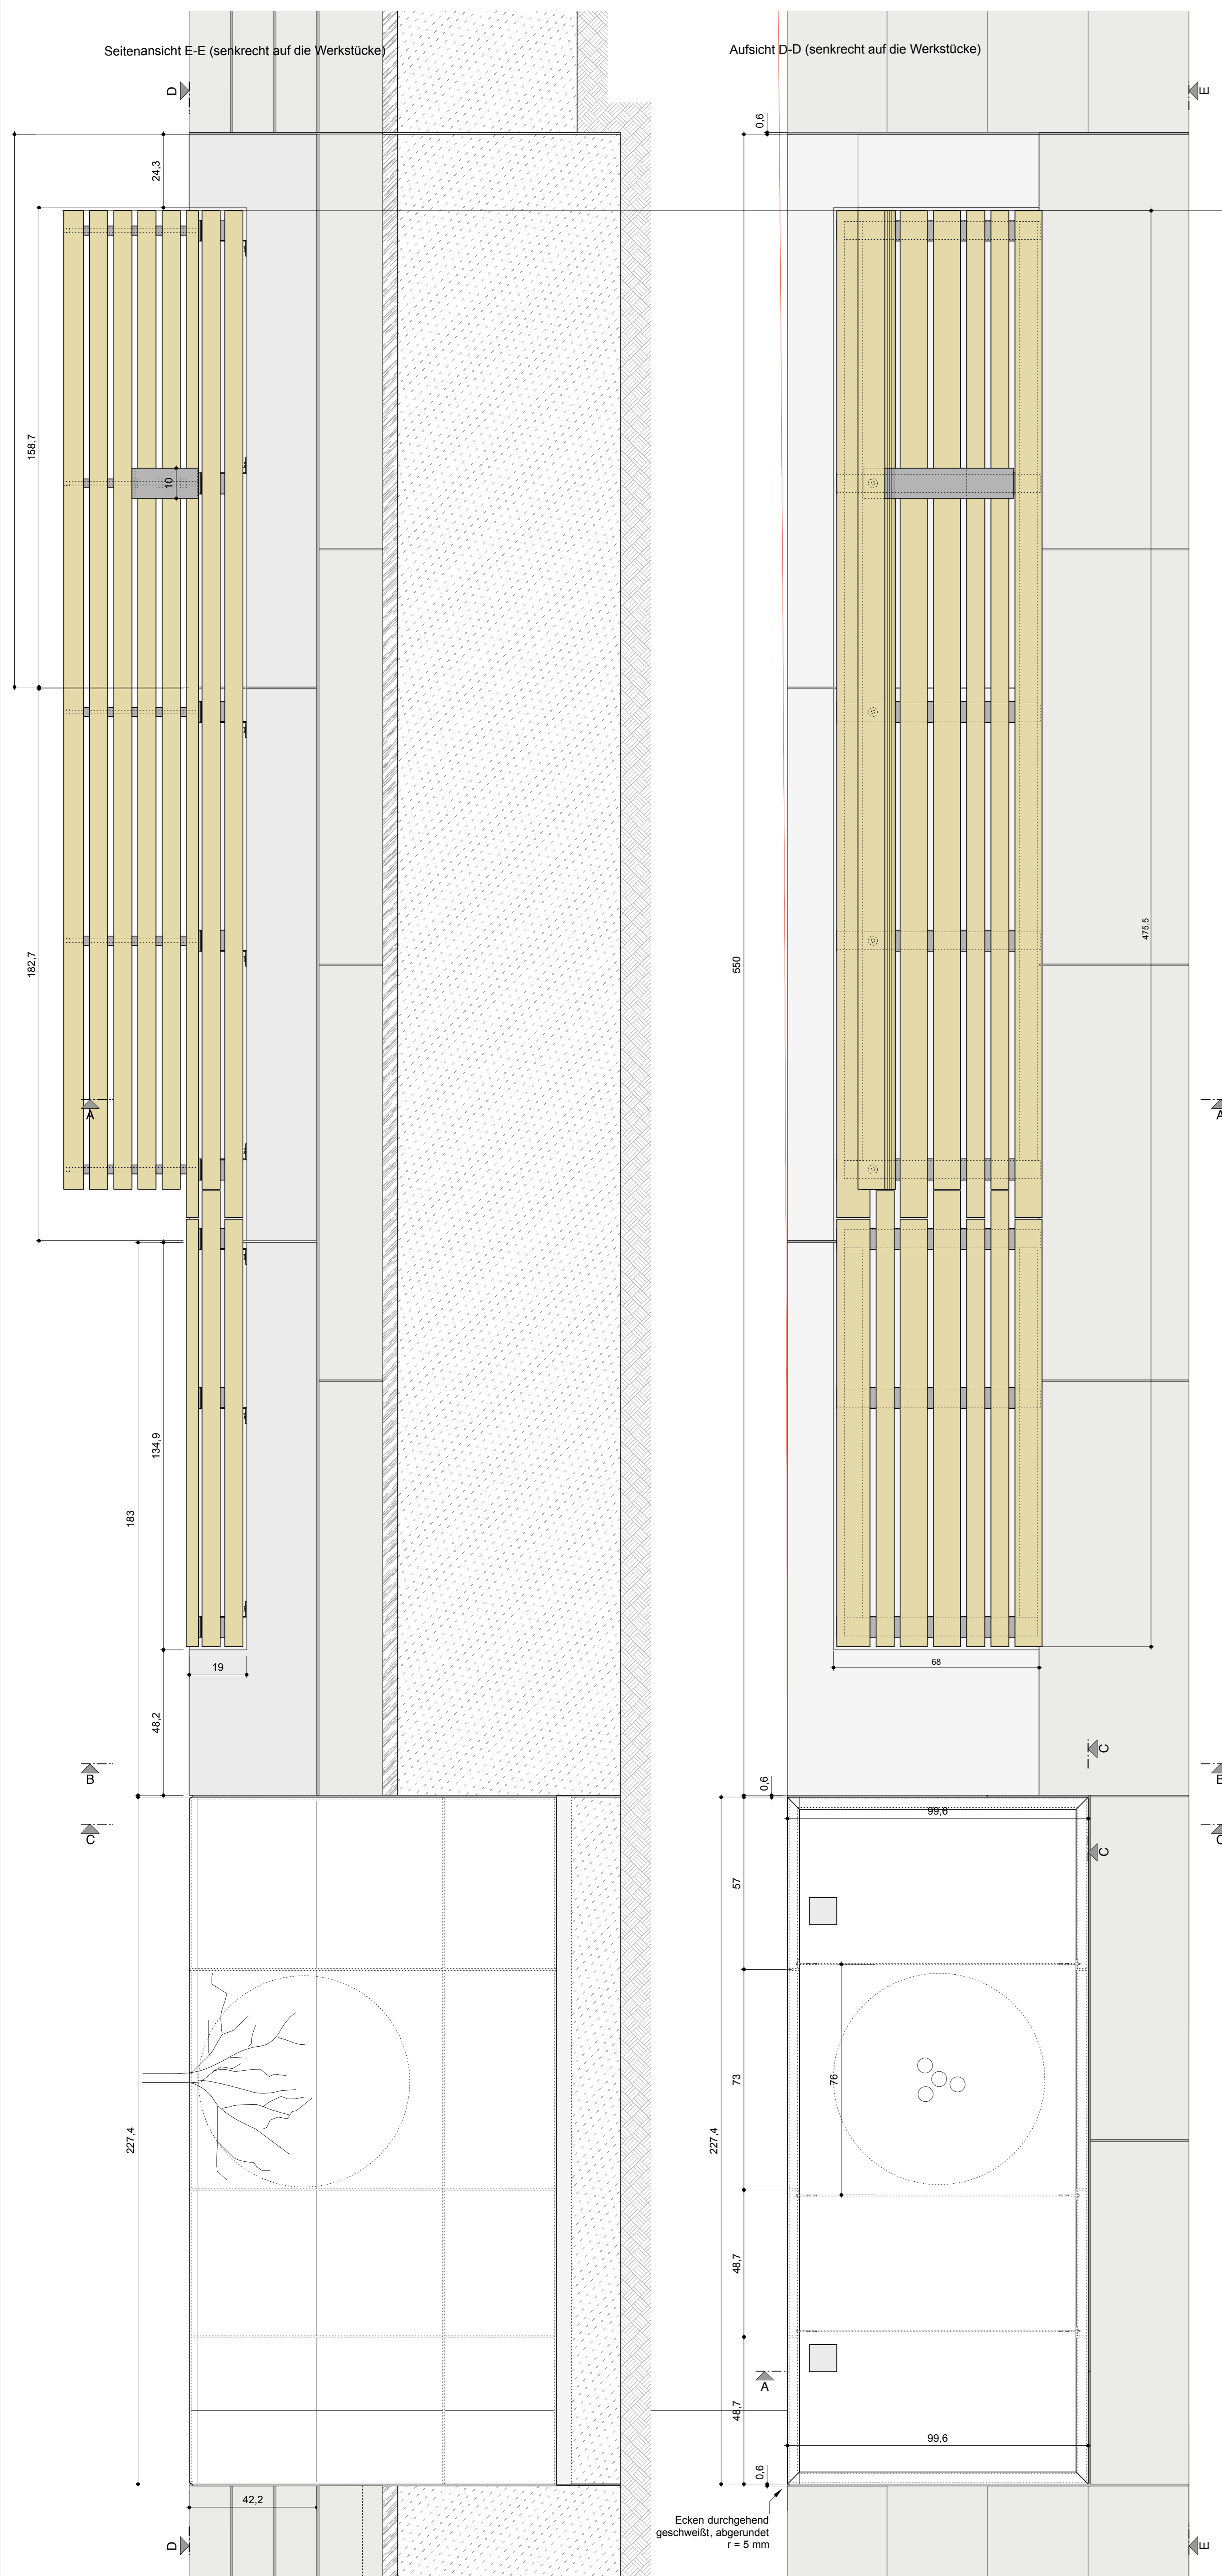 Seitenansicht E-E (senkrecht auf die Werkstücke)
Aufsicht D-D (senkrecht auf die Werkstücke)
D
E
0,6
24,3
158,7
10
10
182,7
475,5
550
A
A
134,9
183
19
68
48,2
C
B
B
0,6
99,6
C
C
C
57
76
73
227,4
227,4
48,7
A
48,7
99,6
0,6
42,2
Ecken durchgehend
geschweißt, abgerundet
r = 5 mm
D
E